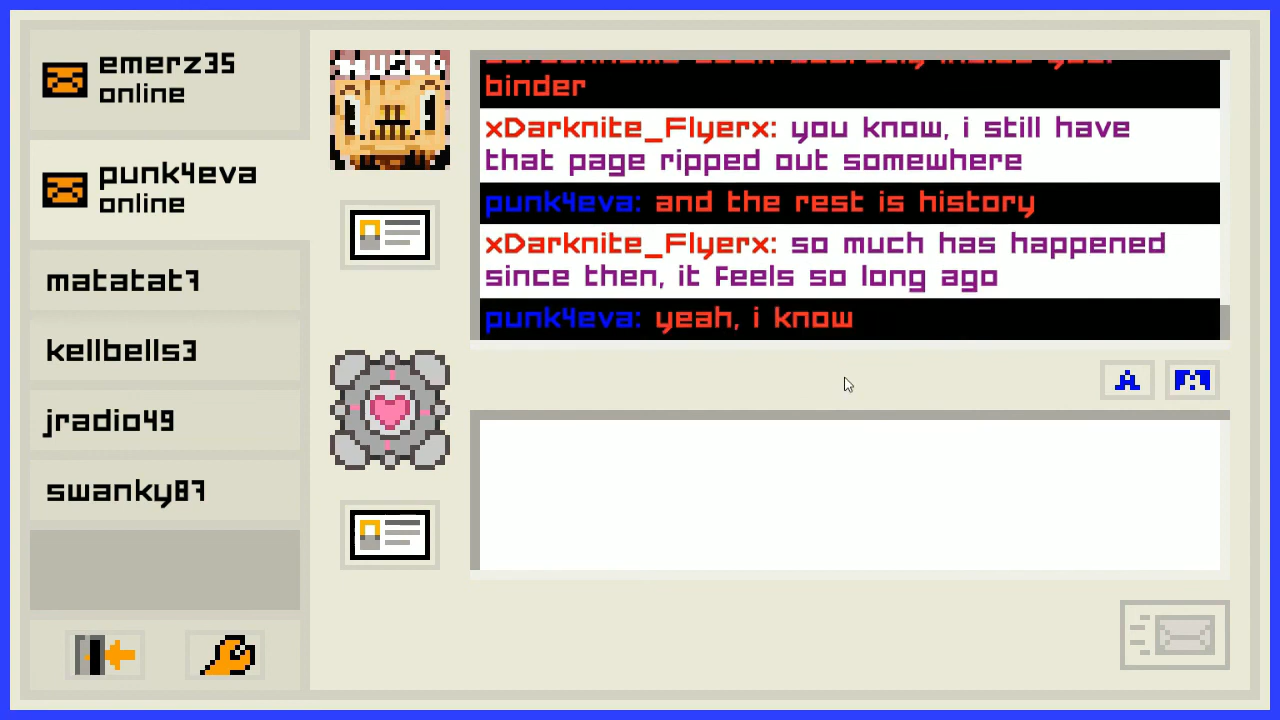 emerz35
online
punk4eva
online
matatat7
kellbells3
jradio49
swanky87
binder
xDarknite_Flyerx: you know, i still have
that page ripped out somewhere
punk4eva: and the rest is history
xDarknite_Flyerx: so much has happened
since then, it feels so long ago
punk4eva: yeah, i know
A